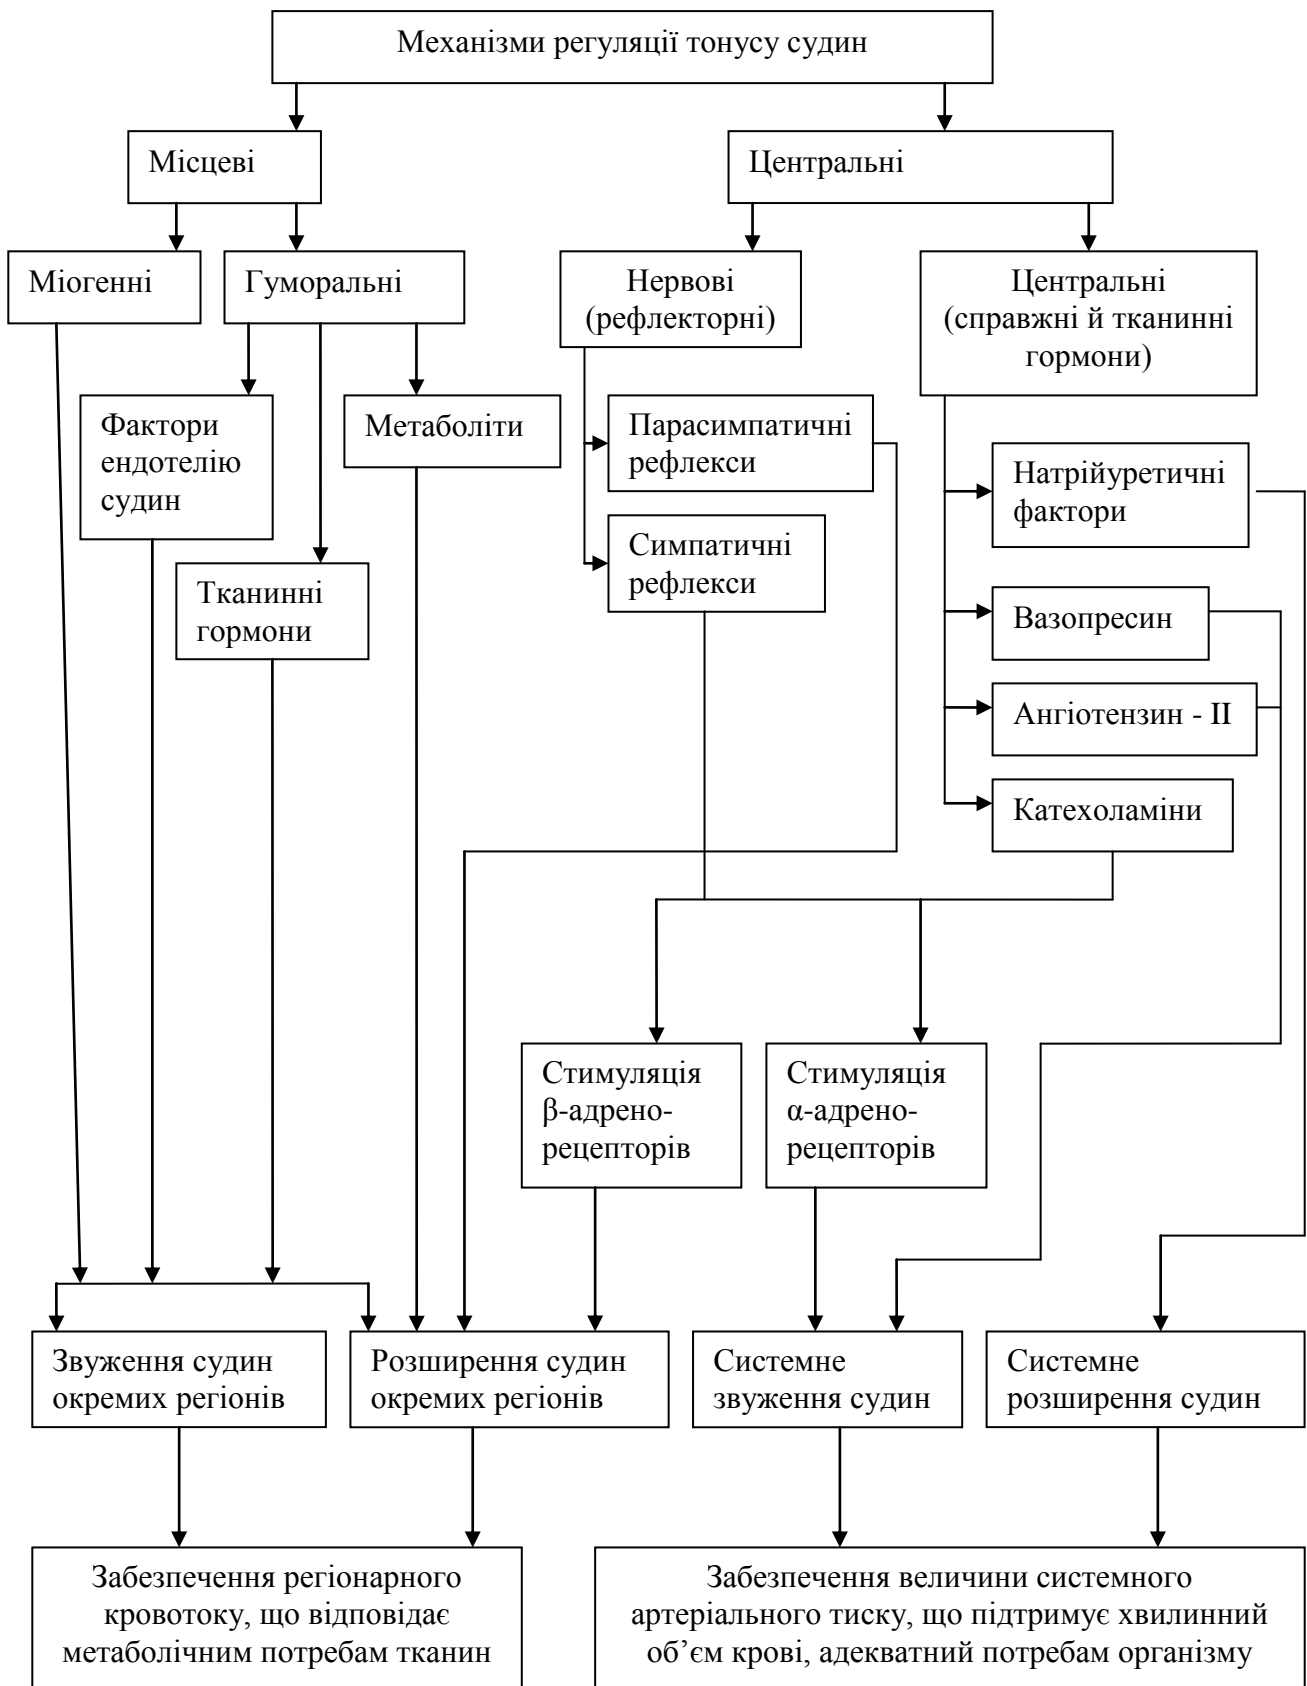 Механізми регуляції тонусу судин
Місцеві
Центральні
Міогенні
Гуморальні
Нервові
(рефлекторні)
Центральні
(справжні й тканинні
гормони)
Фактори
ендотелію
судин
Метаболіти
Парасимпатичні
рефлекси
Натрійуретичні
фактори
Симпатичні
рефлекси
Тканинні
гормони
Вазопресин
Ангіотензин - II
Катехоламіни
Стимуляція
β-адрено-
рецепторів
Стимуляція
α-адрено-
рецепторів
Звуження судин
окремих регіонів
Розширення судин
окремих регіонів
Системне
звуження судин
Системне
розширення судин
Забезпечення регіонарного
кровотоку, що відповідає
метаболічним потребам тканин
Забезпечення величини системного
артеріального тиску, що підтримує хвилинний
об’єм крові, адекватний потребам організму